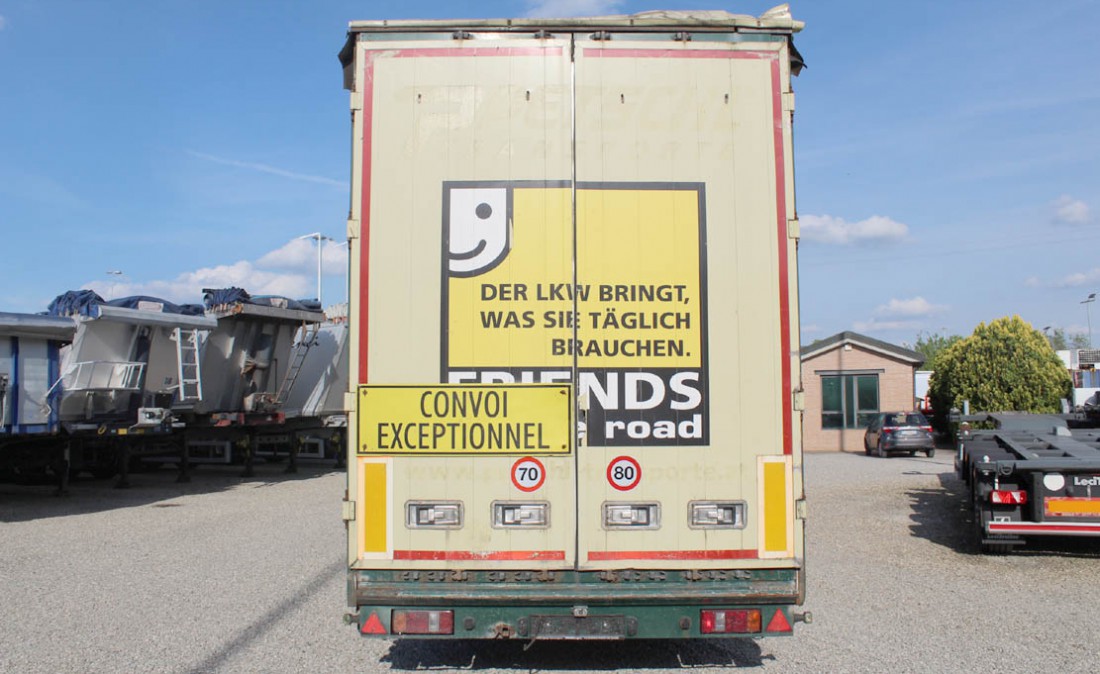 DER LKW BRINGT,
WAS SIE TÄGLICH
BRAUCHEN.
FRIENDS
road
CONVOI
EXCEPTIONNEL
70
80